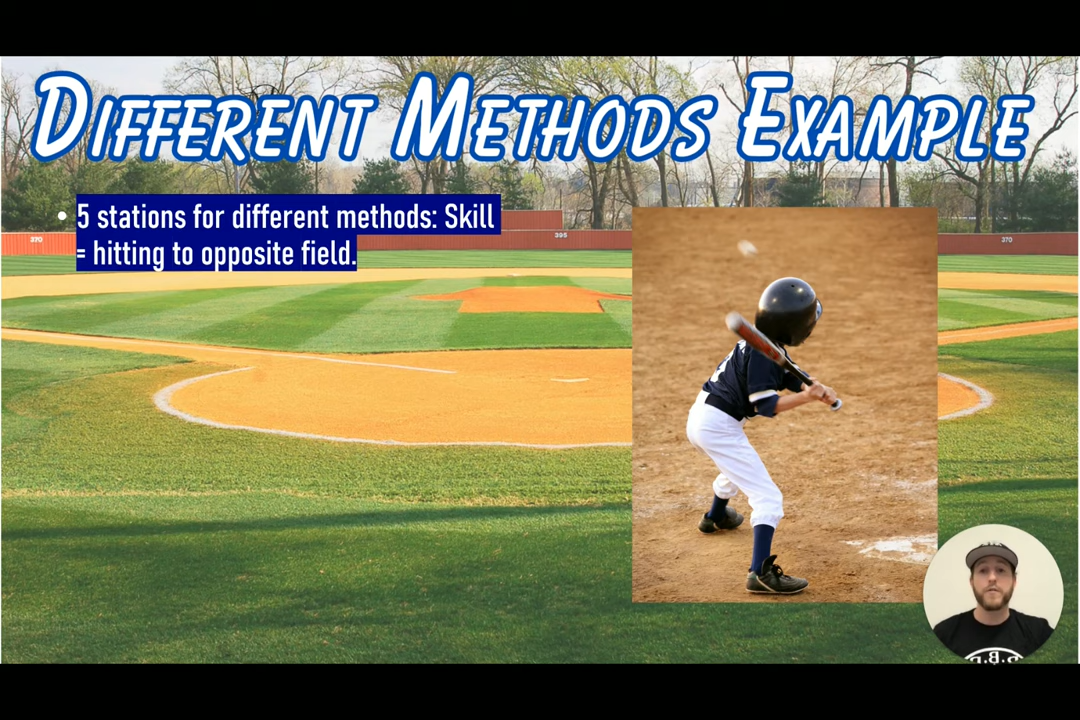 DIFFERENT METHODS EXAMPLE
• 5 stations for different methods: Skill
= hitting to opposite field.
370
395
370